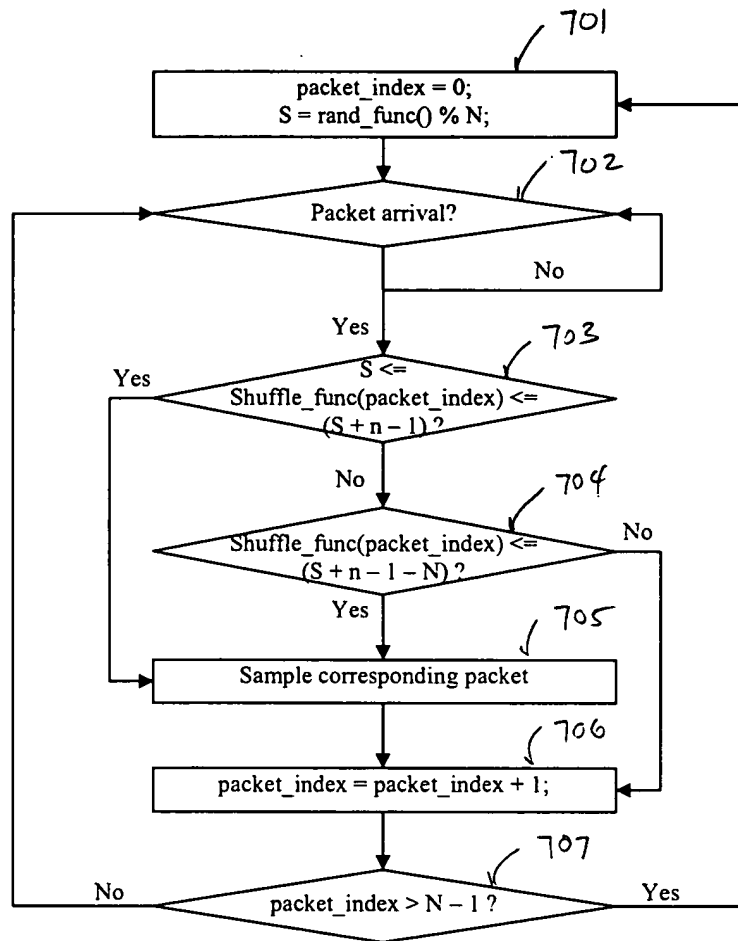 701
packet_index = 0;
S = rand_func() % N;
702
Packet arrival?
No
Yes
703
Yes
S <=
Shuffle_func(packet_index) <=
(S + n – 1) ?
No
704
No
Shuffle_func(packet_index) <=
(S + n – 1 – N) ?
Yes
705
Sample corresponding packet
706
packet_index = packet_index + 1;
707
No
packet_index > N – 1 ?
Yes